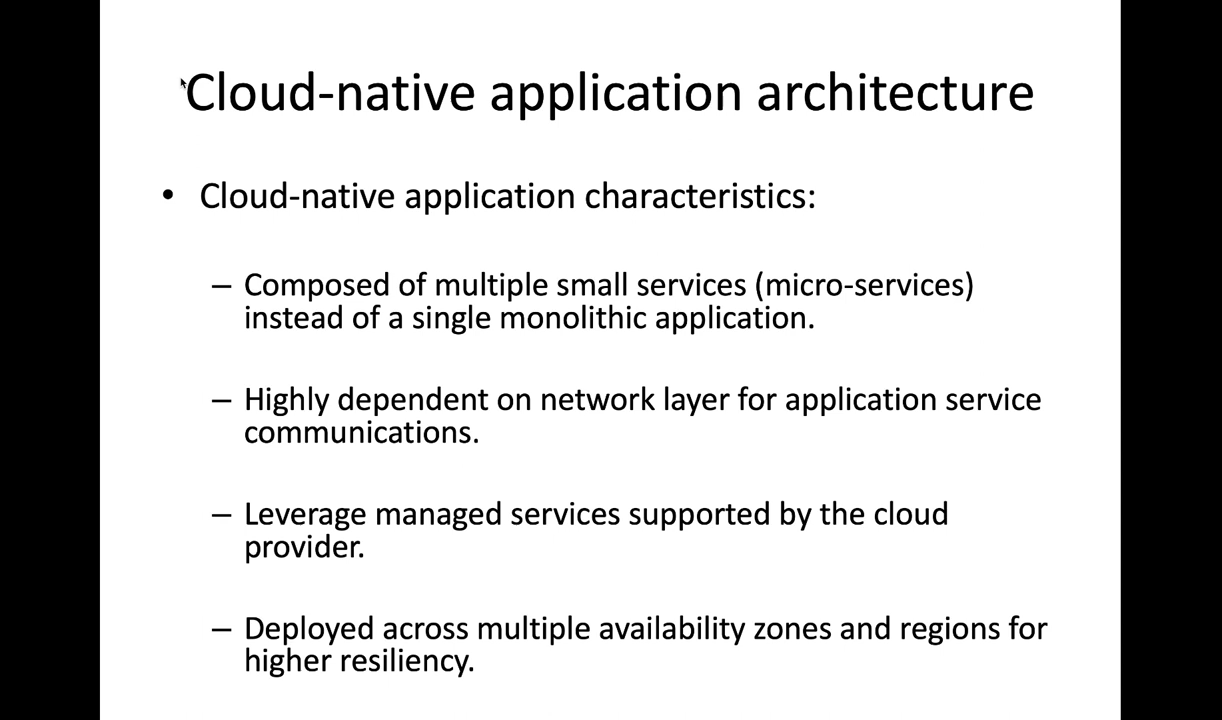 Cloud-native application architecture
• Cloud-native application characteristics:
– Composed of multiple small services (micro-services)
instead of a single monolithic application.
– Highly dependent on network layer for application service
communications.
– Leverage managed services supported by the cloud
provider.
– Deployed across multiple availability zones and regions for
higher resiliency.